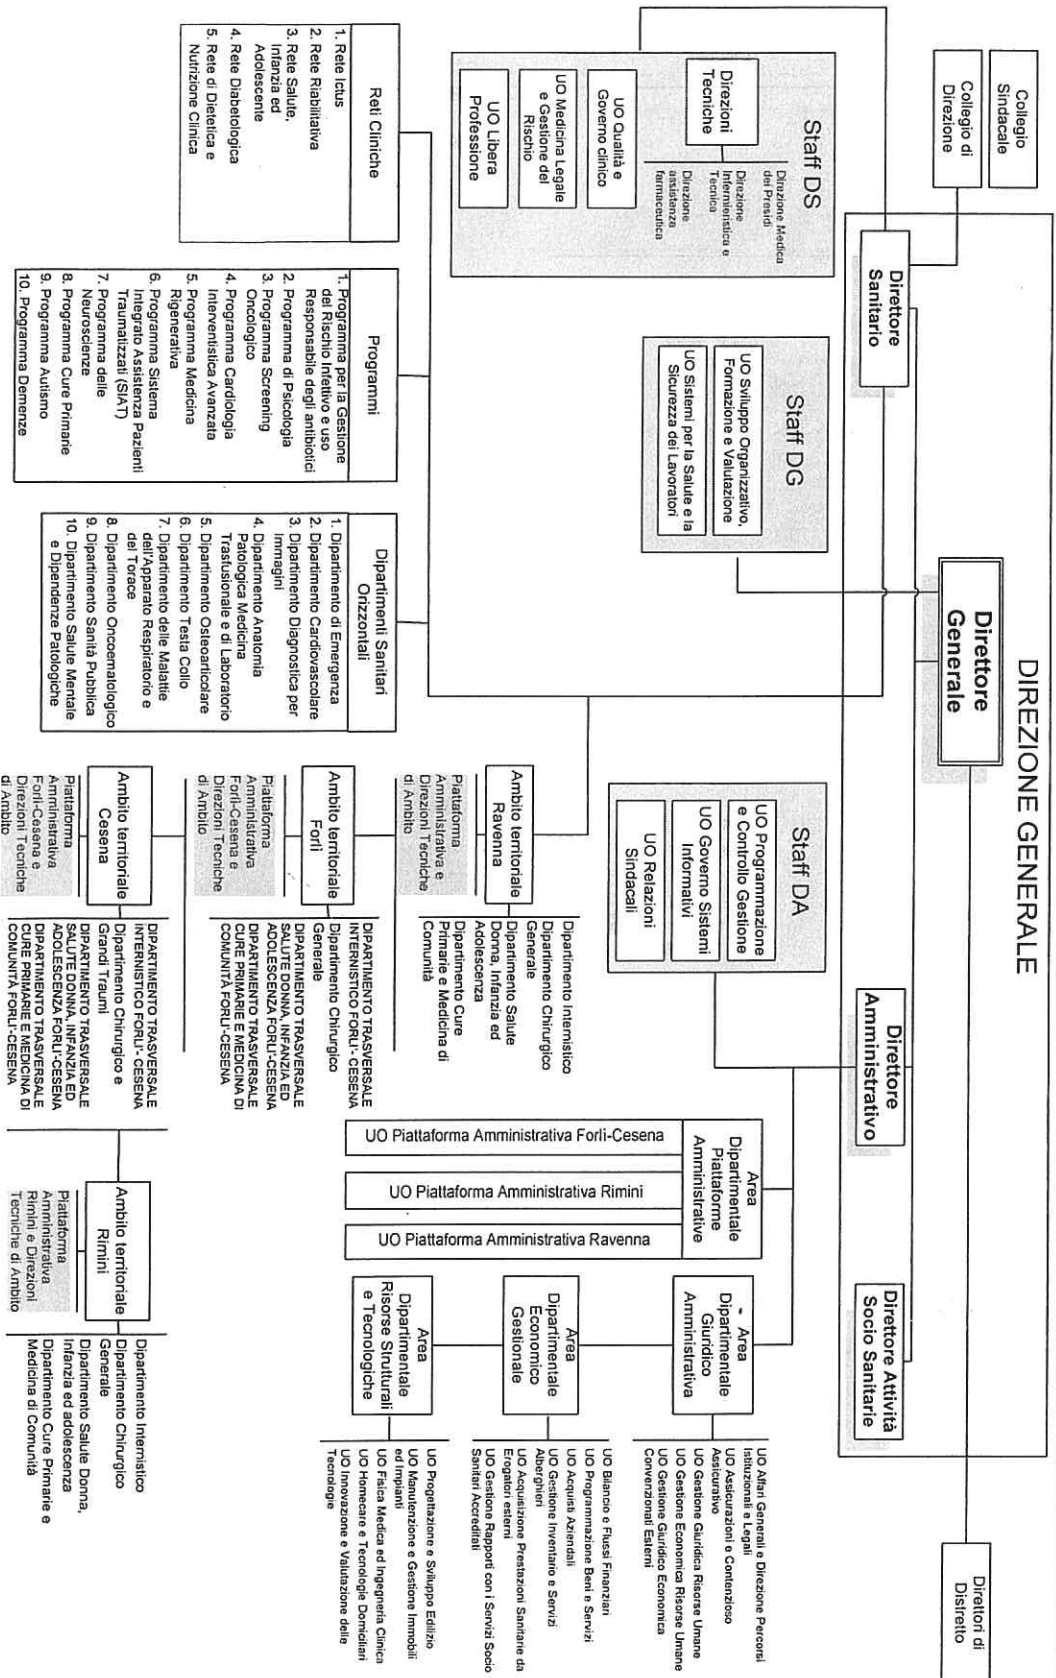 DIREZIONE GENERALE
Collegio
Sindacale
Collegio di
Direzione
Direttore
Generale
Direttori di
Distretto
Direttore
Sanitario
Direttore
Amministrativo
Direttore Attività
Socio Sanitarie
Staff DS
Direzioni
Tecniche
Direzione Medica
dei Presidi
Direzione
Infermieristica e
Tecnica
Direzione
assistenza
farmaceutica
UO Qualità e
Governo clinico
UO Medicina Legale
e Gestione del
Rischio
UO Libera
Professione
Staff DG
UO Sviluppo Organizzativo,
Formazione e Valutazione
UO Sistemi per la Salute e la
Sicurezza dei Lavoratori
Staff DA
UO Programmazione
e Controllo Gestione
UO Governo Sistemi
Informativi
UO Relazioni
Sindacali
Reti Cliniche
1. Rete Ictus
2. Rete Riabilitativa
3. Rete Salute,
Infanzia ed
Adolescente
4. Rete Diabetologica
5. Rete di Dietetica e
Nutrizione Clinica
Programmi
1. Programma per la Gestione
del Rischio Infettivo e uso
Responsabile degli antibiotici
2. Programma di Psicologia
3. Programma Screening
Oncologico
4. Programma Cardiologia
Interventistica Avanzata
5. Programma Medicina
Rigenerativa
6. Programma Sistema
Integrato Assistenza Pazienti
Traumatizzati (SIAT)
7. Programma delle
Neuroscienze
8. Programma Cure Primarie
9. Programma Autismo
10. Programma Demenze
Dipartimenti Sanitari
Orizzontali
1. Dipartimento di Emergenza
2. Dipartimento Cardiovascolare
3. Dipartimento Diagnostica per
Immagini
4. Dipartimento Anatomia
Patologica Medicina
Trasfusionale e di Laboratorio
5. Dipartimento Osteoarticolare
6. Dipartimento Testa Collo
7. Dipartimento delle Malattie
dell'Apparato Respiratorio e
del Torace
8. Dipartimento Oncoematologico
9. Dipartimento Sanità Pubblica
10. Dipartimento Salute Mentale
e Dipendenze Patologiche
Ambito territoriale
Ravenna
Piattaforma
Amministrativa e
Direzioni Tecniche
di Ambito
Dipartimento Internistico
Dipartimento Chirurgico
Generale
Dipartimento Salute
Donna, Infanzia ed
Adolescenza
Dipartimento Cure
Primarie e Medicina di
Comunità
Ambito territoriale
Forlì
Piattaforma
Amministrativa
Forlì-Cesena e
Direzioni Tecniche
di Ambito
DIPARTIMENTO TRASVERSALE
INTERNISTICO FORLI'- CESENA
Dipartimento Chirurgico
Generale
DIPARTIMENTO TRASVERSALE
SALUTE DONNA, INFANZIA ED
ADOLESCENZA FORLI'-CESENA
DIPARTIMENTO TRASVERSALE
CURE PRIMARIE E MEDICINA DI
COMUNITÀ FORLI'-CESENA
Ambito territoriale
Cesena
Piattaforma
Amministrativa
Forlì-Cesena e
Direzioni Tecniche
di Ambito
DIPARTIMENTO TRASVERSALE
INTERNISTICO FORLI'- CESENA
Dipartimento Chirurgico e
Grandi Traumi
DIPARTIMENTO TRASVERSALE
SALUTE DONNA, INFANZIA ED
ADOLESCENZA FORLI'-CESENA
DIPARTIMENTO TRASVERSALE
CURE PRIMARIE E MEDICINA DI
COMUNITÀ FORLI'-CESENA
Ambito territoriale
Rimini
Piattaforma
Amministrativa
Rimini e Direzioni
Tecniche di Ambito
Dipartimento Internistico
Dipartimento Chirurgico
Generale
Dipartimento Salute Donna,
Infanzia ed adolescenza
Dipartimento Cure Primarie e
Medicina di Comunità
Area
Dipartimentale
Piattaforme
Amministrative
UO Piattaforma Amministrativa Forlì-Cesena
UO Piattaforma Amministrativa Rimini
UO Piattaforma Amministrativa Ravenna
- Area
Dipartimentale
Giuridico
Amministrativa
UO Affari Generali e Direzione Percorsi
Istituzionali e Legali
UO Assicurazioni e Contenzioso
Assicurativo
UO Gestione Giuridica Risorse Umane
UO Gestione Economica Risorse Umane
UO Gestione Giuridico Economica
Convenzionati Esterni
Area
Dipartimentale
Economico
Gestionale
UO Bilancio e Flussi Finanziari
UO Programmazione Beni e Servizi
UO Acquisti Aziendali
UO Gestione Inventario e Servizi
Alberghieri
UO Acquisizione Prestazioni Sanitarie da
Erogatori esterni
UO Gestione Rapporti con i Servizi Socio
Sanitari Accreditati
Area
Dipartimentale
Risorse Strutturali
e Tecnologiche
UO Progettazione e Sviluppo Edilizio
UO Manutenzione e Gestione Immobili
ed Impianti
UO Fisica Medica ed Ingegneria Clinica
UO Homecare e Tecnologie Domiciliari
UO Innovazione e Valutazione delle
Tecnologie